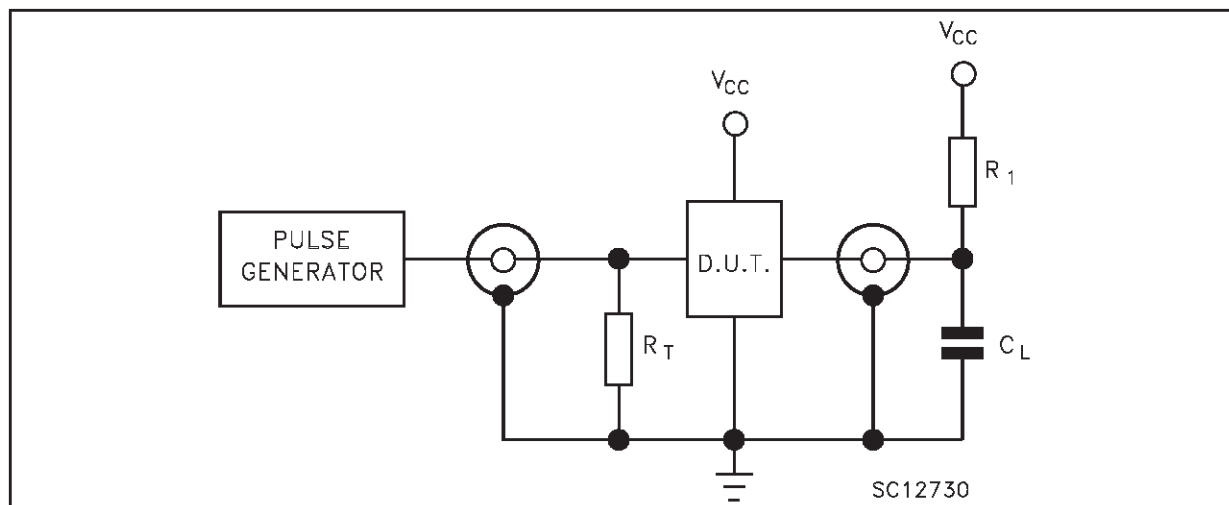 VCC
VCC
R1
PULSE
GENERATOR
D.U.T.
RT
CL
SC12730